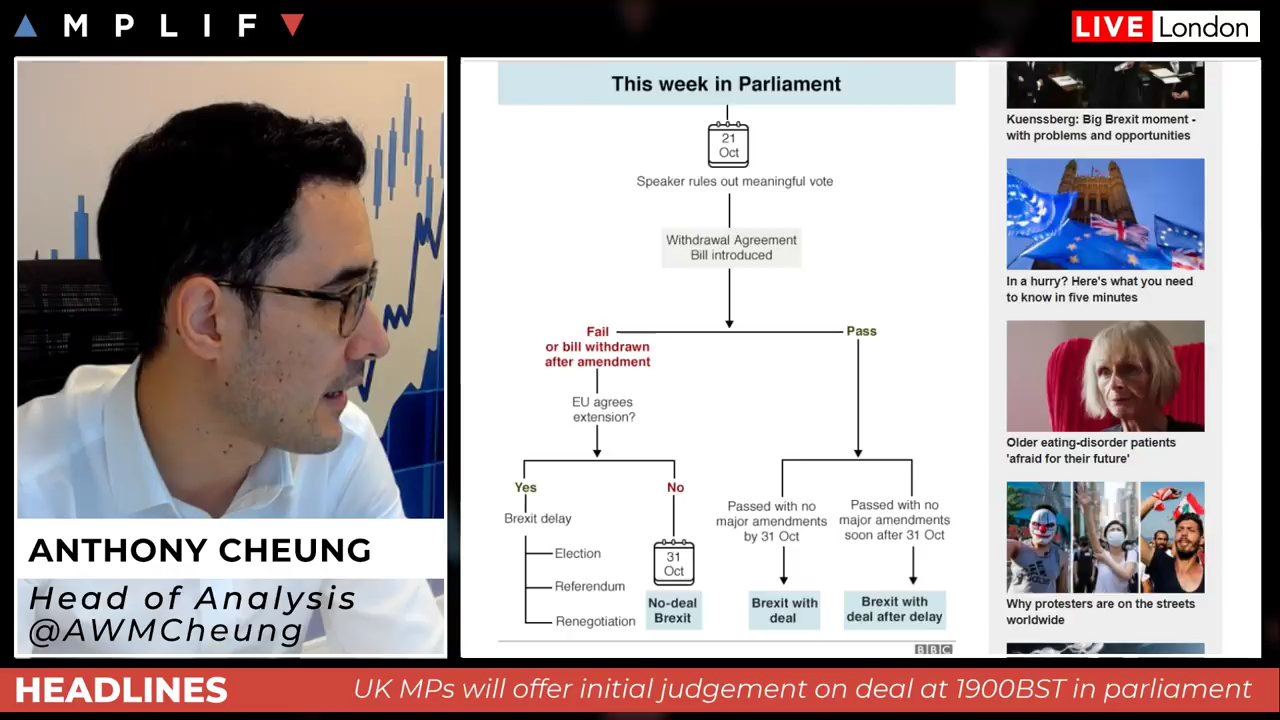 MPLIF
LIVE London
This week in Parliament
21
Oct
Speaker rules out meaningful vote
Withdrawal Agreement
Bill introduced
Fail
or bill withdrawn
after amendment
Pass
EU agrees
extension?
Yes
No
Brexit delay
Election
Referendum
Renegotiation
31
Oct
No-deal
Brexit
Passed with no
major amendments
by 31 Oct
Brexit with
deal
Passed with no
major amendments
soon after 31 Oct
Brexit with
deal after delay
BBC
Kuenssberg: Big Brexit moment -
with problems and opportunities
In a hurry? Here's what you need
to know in five minutes
Older eating-disorder patients
'afraid for their future'
Why protesters are on the streets
worldwide
ANTHONY CHEUNG
Head of Analysis
@AWMCheung
HEADLINES
UK MPs will offer initial judgement on deal at 1900BST in parliament